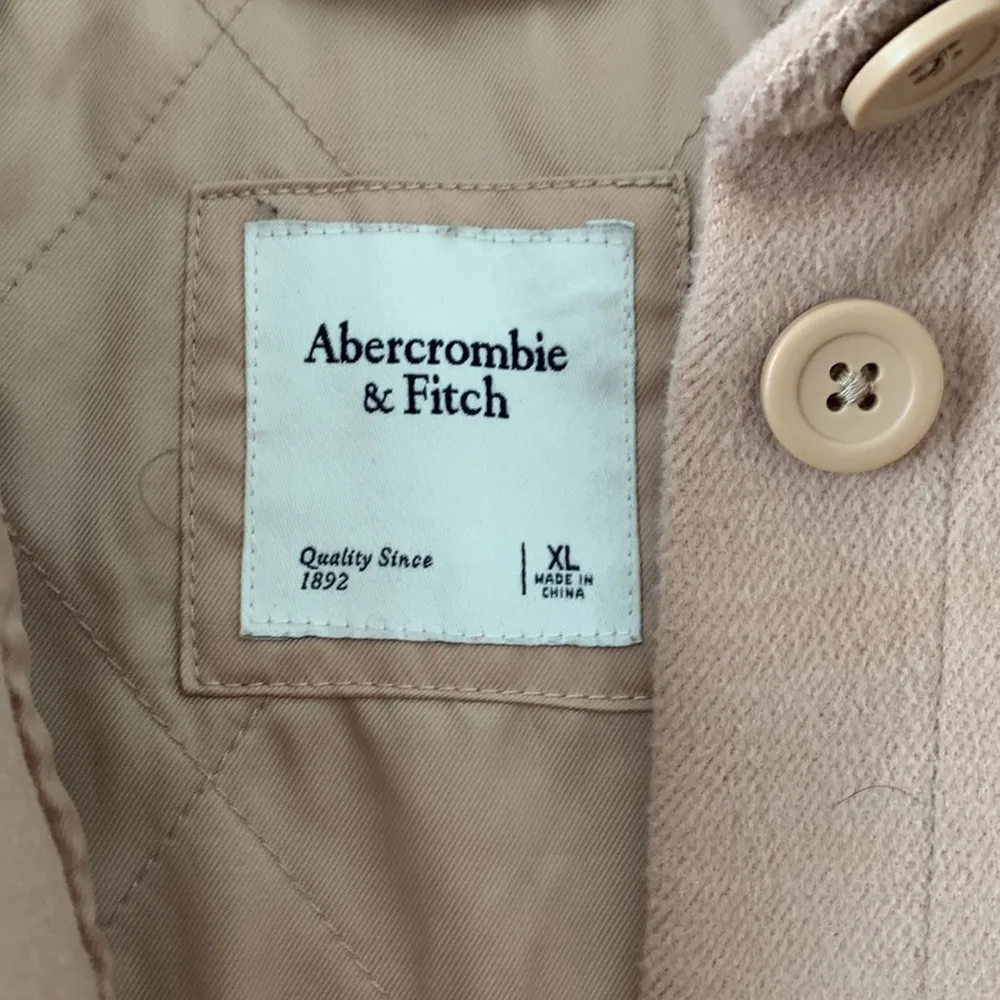 Abercrombie
& Fitch
Quality Since
1892
XL
MADE IN
CHINA